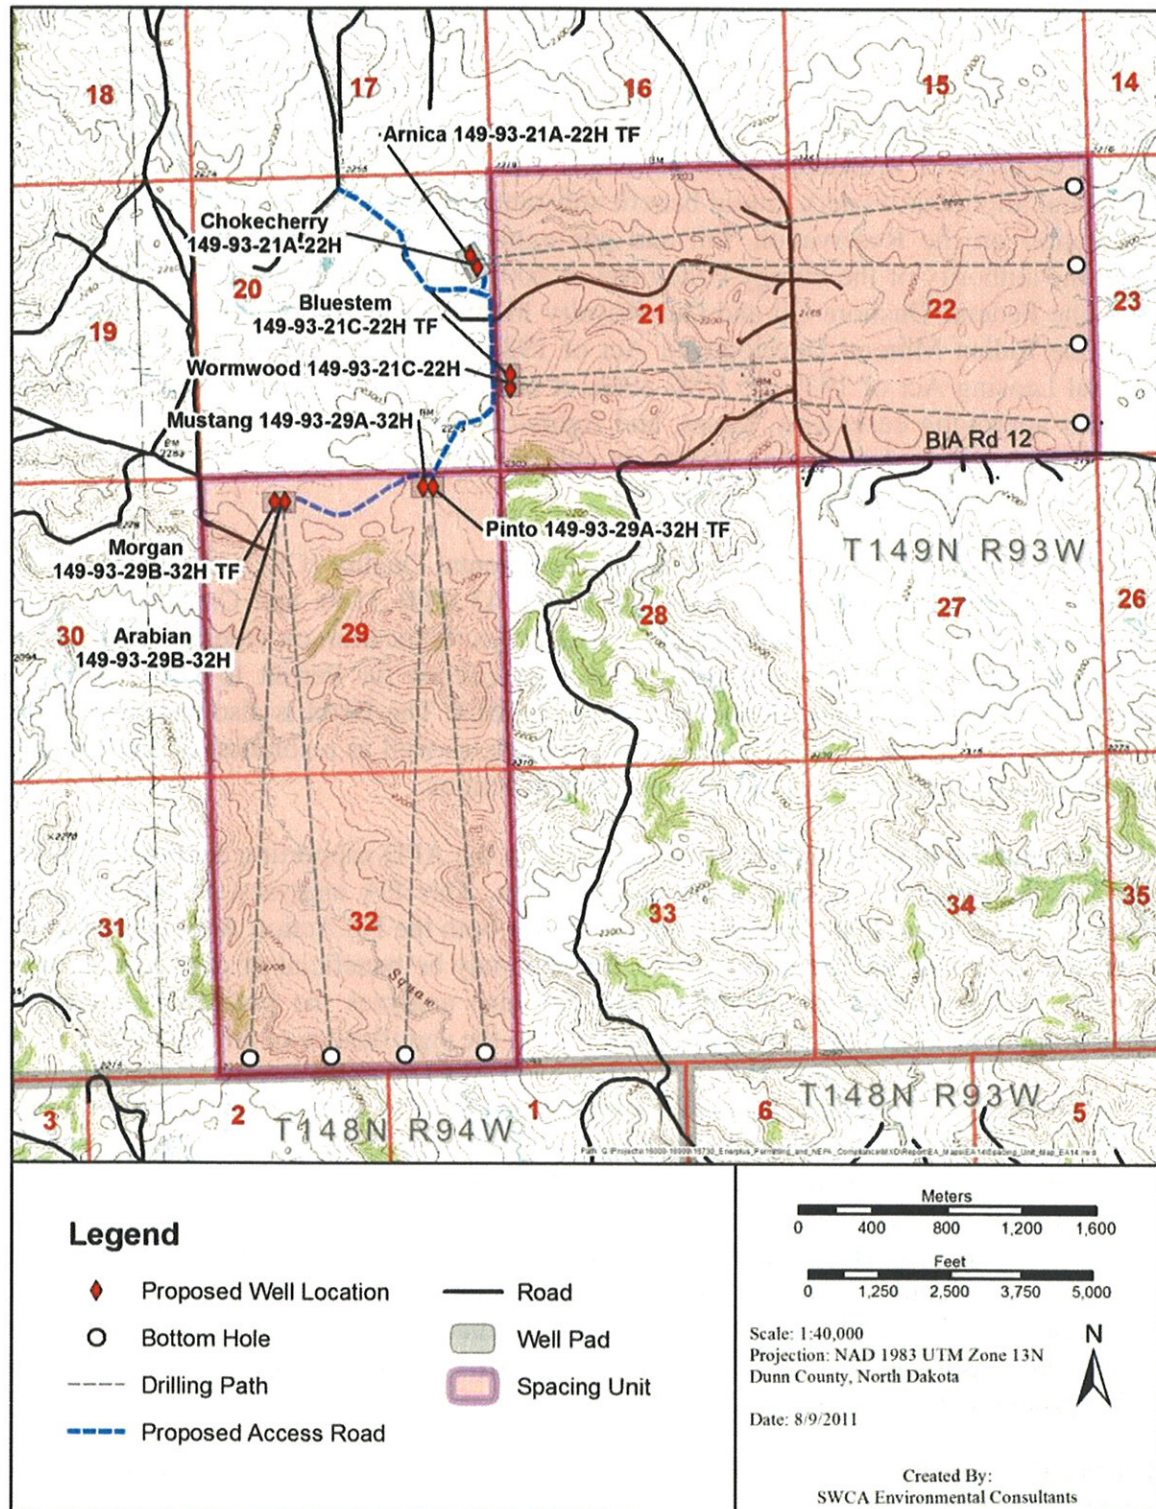 18
17
16
15
14
Arnica 149-93-21A-22H TF
Chokecherry
149-93-21A-22H
20
Bluestem
149-93-21C-22H TF
21
22
23
19
Wormwood 149-93-21C-22H
Mustang 149-93-29A-32H
BIA Rd 12
Pinto 149-93-29A-32H TF
Morgan
149-93-29B-32H TF
T149N R93W
30
Arabian
149-93-29B-32H
29
28
27
26
31
32
33
34
35
Squaw
3
2
T148N R94W
1
6
T148N R93W
5
Legend
Proposed Well Location
Bottom Hole
Drilling Path
Proposed Access Road
Road
Well Pad
Spacing Unit
Meters
0 400 800 1,200 1,600
Feet
0 1,250 2,500 3,750 5,000
Scale: 1:40,000
Projection: NAD 1983 UTM Zone 13N
Dunn County, North Dakota
N
Date: 8/9/2011
Created By:
SWCA Environmental Consultants